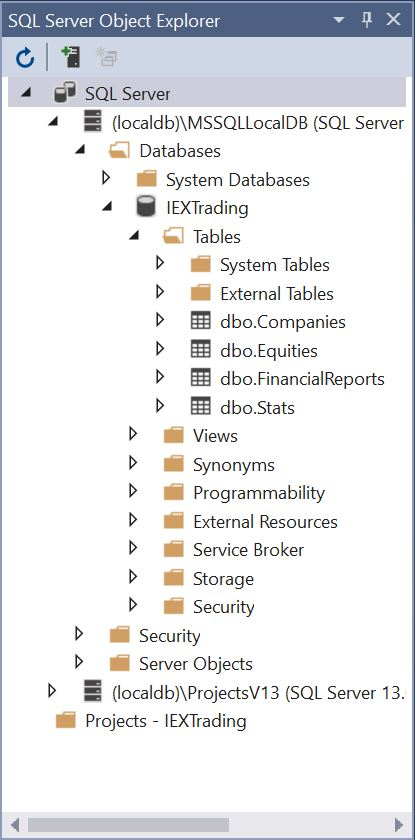 SQL Server Object Explorer
SQL Server
(localdb)\MSSQLLocalDB (SQL Server
Databases
System Databases
IEXTrading
Tables
System Tables
External Tables
dbo.Companies
dbo.Equities
dbo.FinancialReports
dbo.Stats
Views
Synonyms
Programmability
External Resources
Service Broker
Storage
Security
Security
Server Objects
(localdb)\ProjectsV13 (SQL Server 13.
Projects - IEXTrading